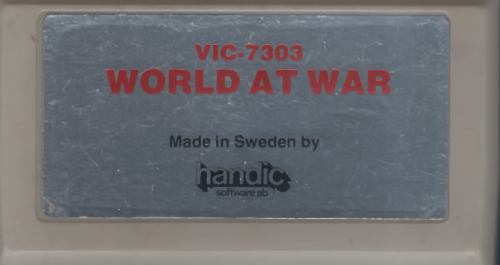 VIC-7303
WORLD AT WAR
Made in Sweden by
handic
software ab